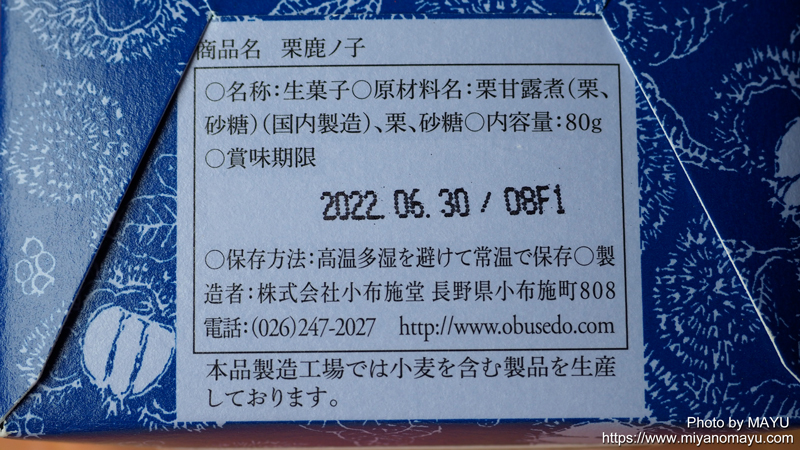 商品名　栗鹿ノ子
○名称：生菓子○原材料名：栗甘露煮（栗、
砂糖）（国内製造）、栗、砂糖○内容量：80g
○賞味期限
2022.06.30 / 08F1
○保存方法：高温多湿を避けて常温で保存○製
造者：株式会社小布施堂 長野県小布施町808
電話：(026)247-2027　http://www.obusedo.com
本品製造工場では小麦を含む製品を生産
しております。
Photo by MAYU
https://www.miyanomayu.com/